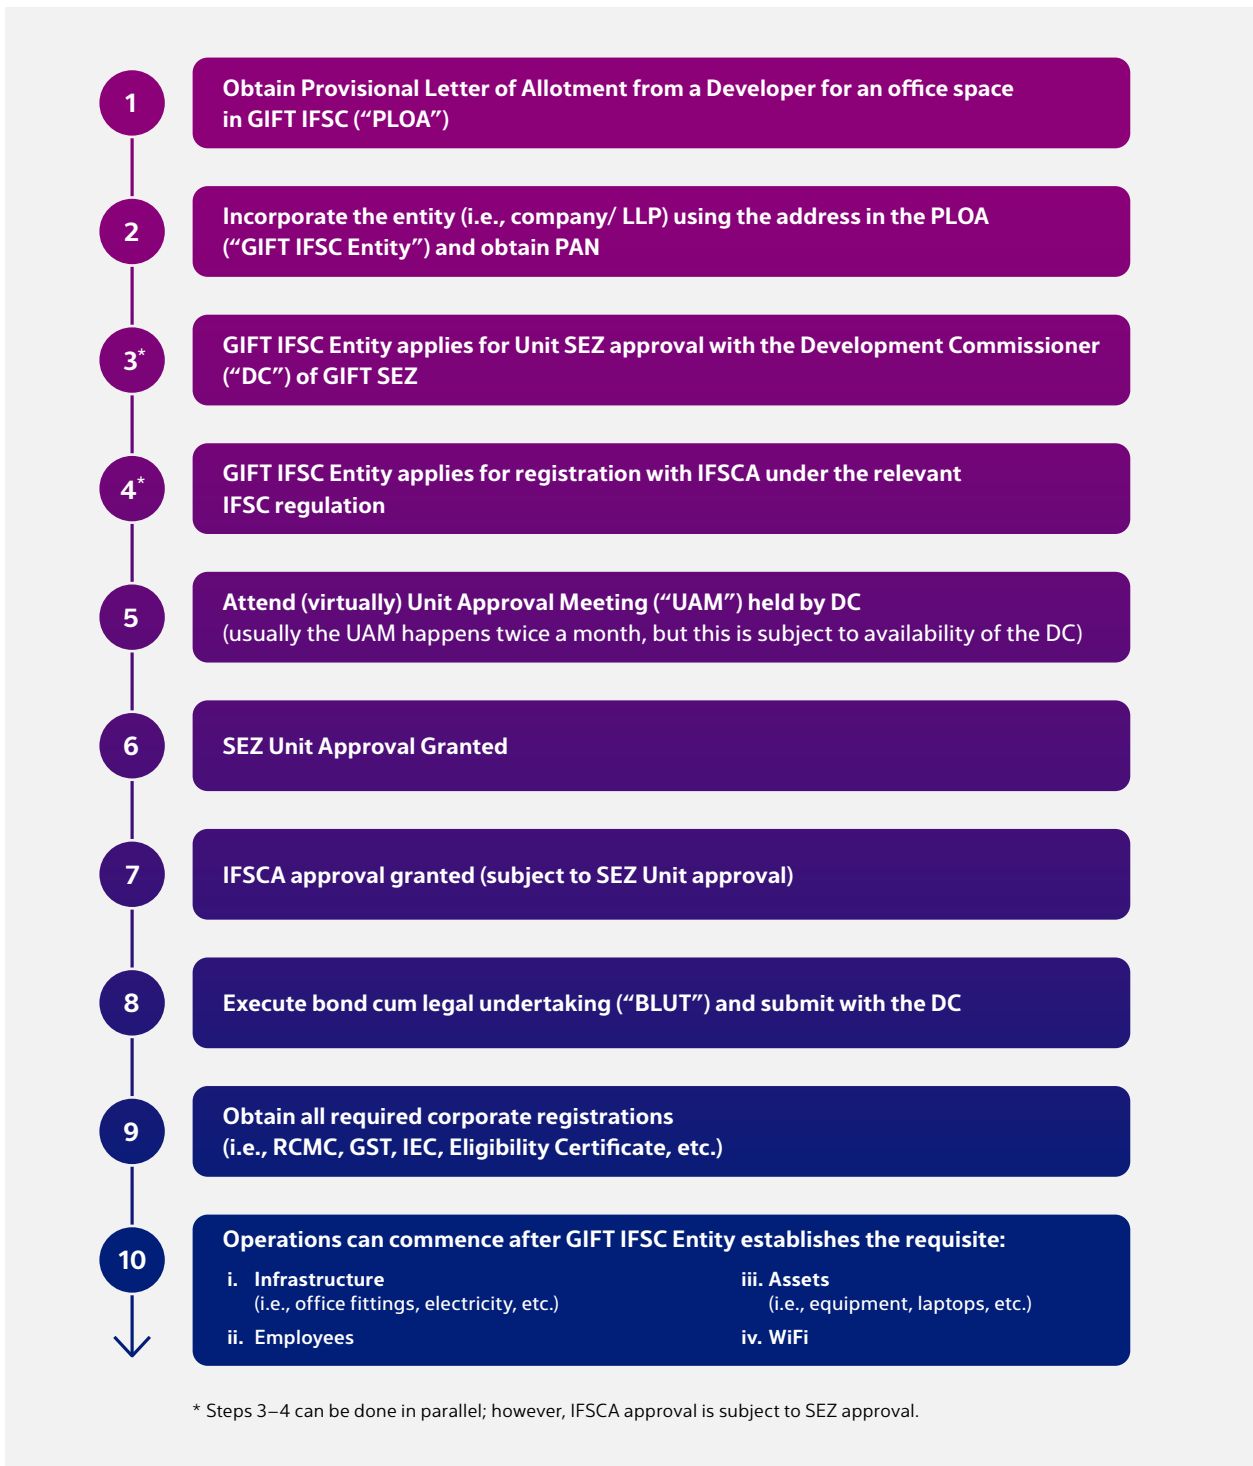 1
Obtain Provisional Letter of Allotment from a Developer for an office space
in GIFT IFSC (“PLOA”)
2
Incorporate the entity (i.e., company/ LLP) using the address in the PLOA
(“GIFT IFSC Entity”) and obtain PAN
3*
GIFT IFSC Entity applies for Unit SEZ approval with the Development Commissioner
(“DC”) of GIFT SEZ
4*
GIFT IFSC Entity applies for registration with IFSCA under the relevant
IFSC regulation
5
Attend (virtually) Unit Approval Meeting (“UAM”) held by DC
(usually the UAM happens twice a month, but this is subject to availability of the DC)
6
SEZ Unit Approval Granted
7
IFSCA approval granted (subject to SEZ Unit approval)
8
Execute bond cum legal undertaking (“BLUT”) and submit with the DC
9
Obtain all required corporate registrations
(i.e., RCMC, GST, IEC, Eligibility Certificate, etc.)
10
Operations can commence after GIFT IFSC Entity establishes the requisite:
i. Infrastructure
(i.e., office fittings, electricity, etc.)
ii. Employees
iii. Assets
(i.e., equipment, laptops, etc.)
iv. WiFi
* Steps 3–4 can be done in parallel; however, IFSCA approval is subject to SEZ approval.